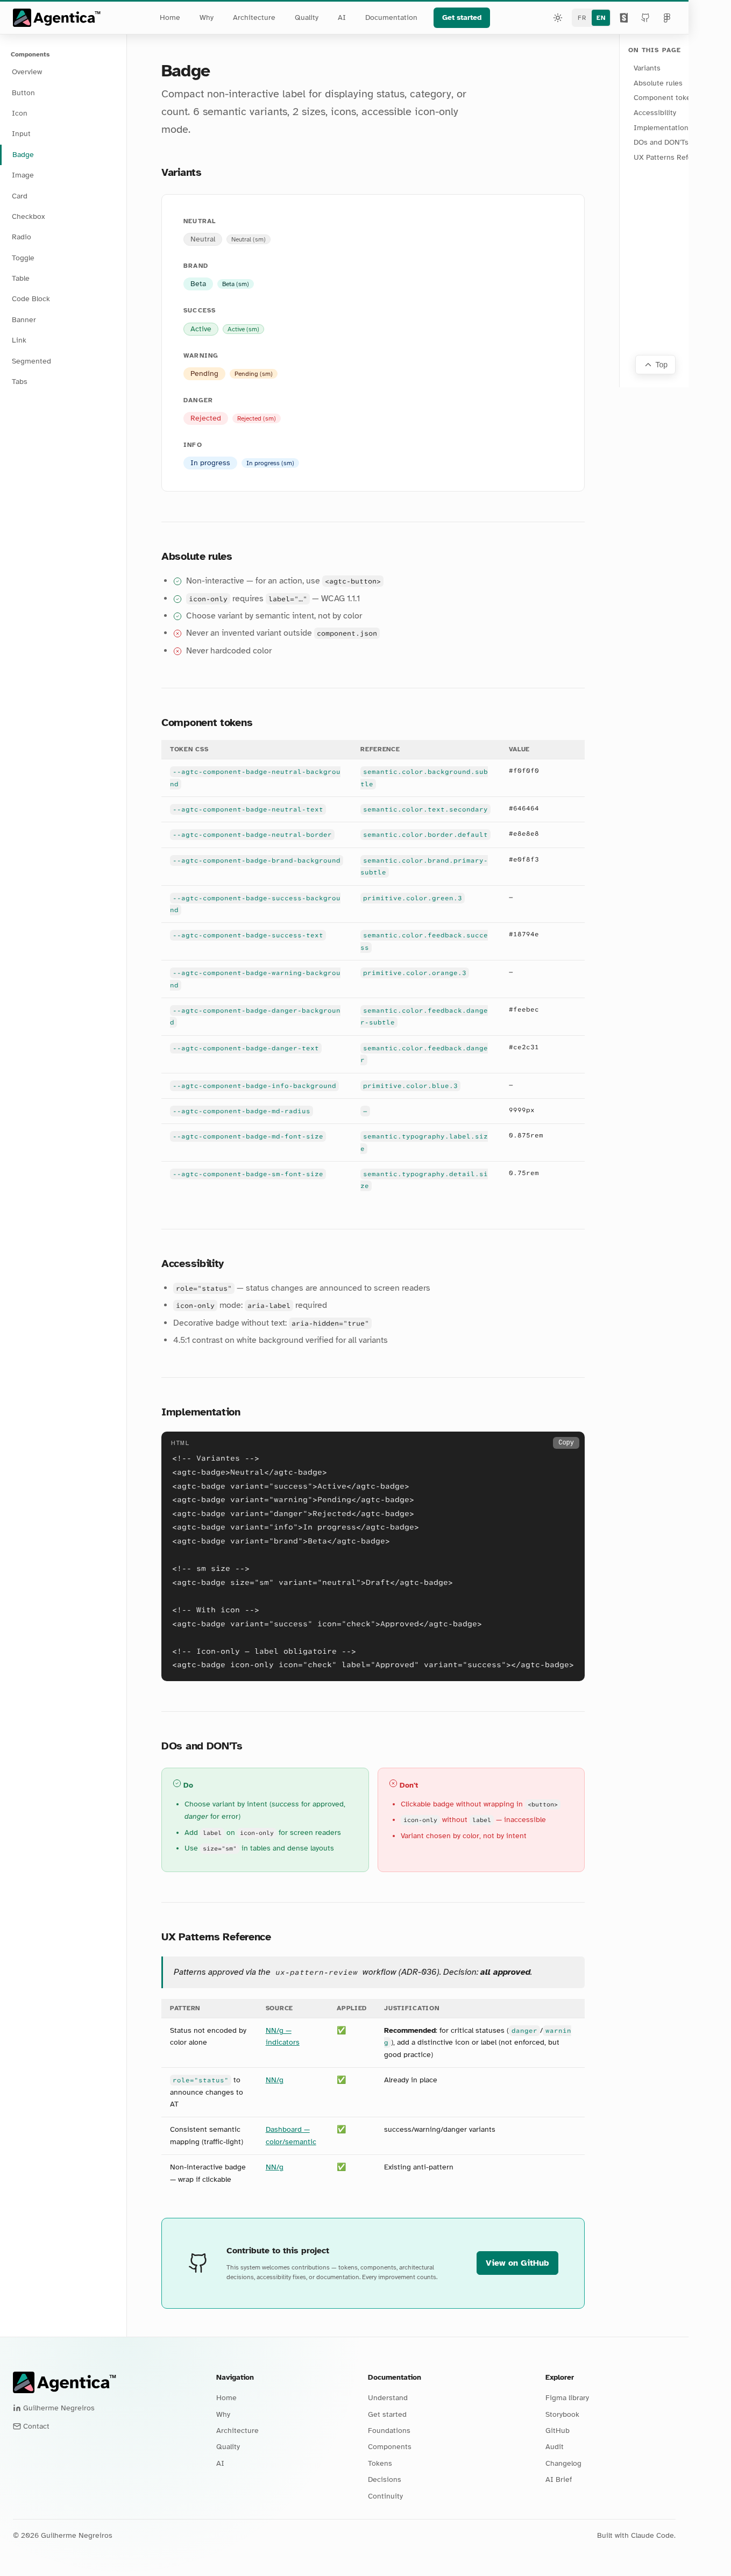 Agentica™
Home Why Architecture Quality AI Documentation Get started FR EN
Components
Overview
Button
Icon
Input
Badge
Image
Card
Checkbox
Radio
Toggle
Table
Code Block
Banner
Link
Segmented
Tabs
ON THIS PAGE
Variants
Absolute rules
Component toke
Accessibility
Implementation
DOs and DON'Ts
UX Patterns Refe
Top
Badge
Compact non-interactive label for displaying status, category, or
count. 6 semantic variants, 2 sizes, icons, accessible icon-only
mode.
Variants
NEUTRAL
Neutral Neutral (sm)
BRAND
Beta Beta (sm)
SUCCESS
Active Active (sm)
WARNING
Pending Pending (sm)
DANGER
Rejected Rejected (sm)
INFO
In progress In progress (sm)
Absolute rules
Non-interactive — for an action, use <agtc-button>
icon-only requires label="…" — WCAG 1.1.1
Choose variant by semantic intent, not by color
Never an invented variant outside component.json
Never hardcoded color
Component tokens
TOKEN CSS REFERENCE VALUE
--agtc-component-badge-neutral-backgrou
nd
semantic.color.background.sub
tle
#f0f0f0
--agtc-component-badge-neutral-text semantic.color.text.secondary #646464
--agtc-component-badge-neutral-border semantic.color.border.default #e8e8e8
--agtc-component-badge-brand-background
semantic.color.brand.primary-
subtle
#e0f8f3
--agtc-component-badge-success-backgrou
nd
primitive.color.green.3 —
--agtc-component-badge-success-text
semantic.color.feedback.succe
ss
#18794e
--agtc-component-badge-warning-backgrou
nd
primitive.color.orange.3 —
--agtc-component-badge-danger-backgroun
d
semantic.color.feedback.dange
r-subtle
#feebec
--agtc-component-badge-danger-text
semantic.color.feedback.dange
r
#ce2c31
--agtc-component-badge-info-background primitive.color.blue.3 —
--agtc-component-badge-md-radius — 9999px
--agtc-component-badge-md-font-size
semantic.typography.label.siz
e
0.875rem
--agtc-component-badge-sm-font-size
semantic.typography.detail.si
ze
0.75rem
Accessibility
role="status" — status changes are announced to screen readers
icon-only mode: aria-label required
Decorative badge without text: aria-hidden="true"
4.5:1 contrast on white background verified for all variants
Implementation
HTML Copy
<!-- Variantes -->
<agtc-badge>Neutral</agtc-badge>
<agtc-badge variant="success">Active</agtc-badge>
<agtc-badge variant="warning">Pending</agtc-badge>
<agtc-badge variant="danger">Rejected</agtc-badge>
<agtc-badge variant="info">In progress</agtc-badge>
<agtc-badge variant="brand">Beta</agtc-badge>
<!-- sm size -->
<agtc-badge size="sm" variant="neutral">Draft</agtc-badge>
<!-- With icon -->
<agtc-badge variant="success" icon="check">Approved</agtc-badge>
<!-- Icon-only — label obligatoire -->
<agtc-badge icon-only icon="check" label="Approved" variant="success"></agtc-badge>
DOs and DON'Ts
Do
Choose variant by intent (success for approved,
danger for error)
Add label on icon-only for screen readers
Use size="sm" in tables and dense layouts
Don't
Clickable badge without wrapping in <button>
icon-only without label — inaccessible
Variant chosen by color, not by intent
UX Patterns Reference
Patterns approved via the ux-pattern-review workflow (ADR-036). Decision: all approved.
PATTERN SOURCE APPLIED JUSTIFICATION
Status not encoded by
color alone
NN/g —
Indicators
✅
Recommended: for critical statuses ( danger / warnin
g ), add a distinctive icon or label (not enforced, but
good practice)
role="status" to
announce changes to
AT
NN/g
✅
Already in place
Consistent semantic
mapping (traffic-light)
Dashboard —
color/semantic
✅
success/warning/danger variants
Non-interactive badge
— wrap if clickable
NN/g
✅
Existing anti-pattern
Contribute to this project
This system welcomes contributions — tokens, components, architectural
decisions, accessibility fixes, or documentation. Every improvement counts.
View on GitHub
Agentica™
Guilherme Negreiros
Contact
Navigation
Home
Why
Architecture
Quality
AI
Documentation
Understand
Get started
Foundations
Components
Tokens
Decisions
Continuity
Explorer
Figma library
Storybook
GitHub
Audit
Changelog
AI Brief
© 2026 Guilherme Negreiros
Built with Claude Code.